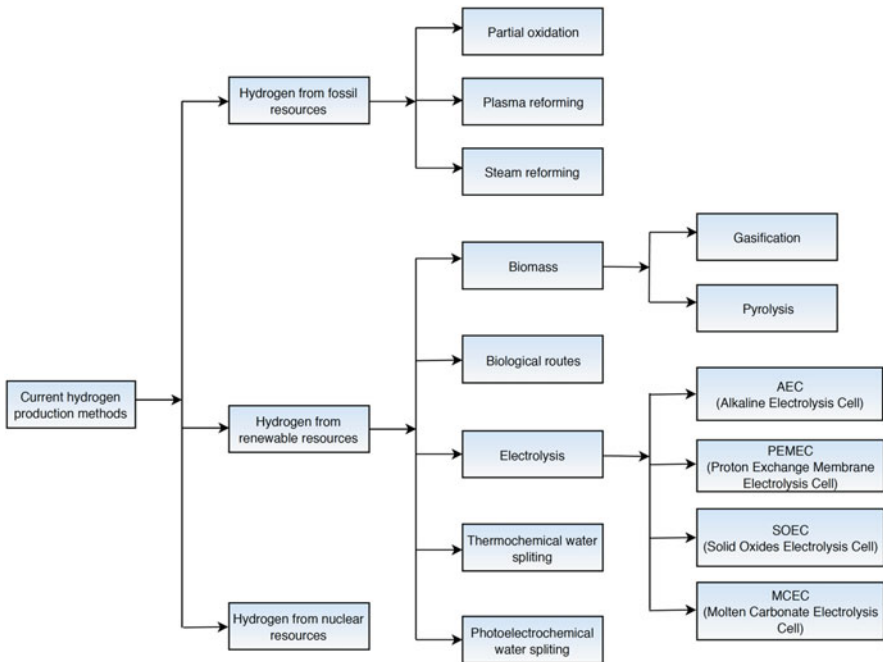 Partial oxidation
Hydrogen from fossil
resources
Plasma reforming
Steam reforming
Gasification
Biomass
Pyrolysis
Biological routes
Current hydrogen
production methods
AEC
(Alkaline Electrolysis Cell)
Hydrogen from
renewable resources
Electrolysis
PEMEC
(Proton Exchange Membrane
Electrolysis Cell)
SOEC
(Solid Oxides Electrolysis Cell)
Thermochemical water
spliting
MCEC
(Molten Carbonate Electrolysis
Cell)
Hydrogen from nuclear
resources
Photoelectrochemical
water spliting